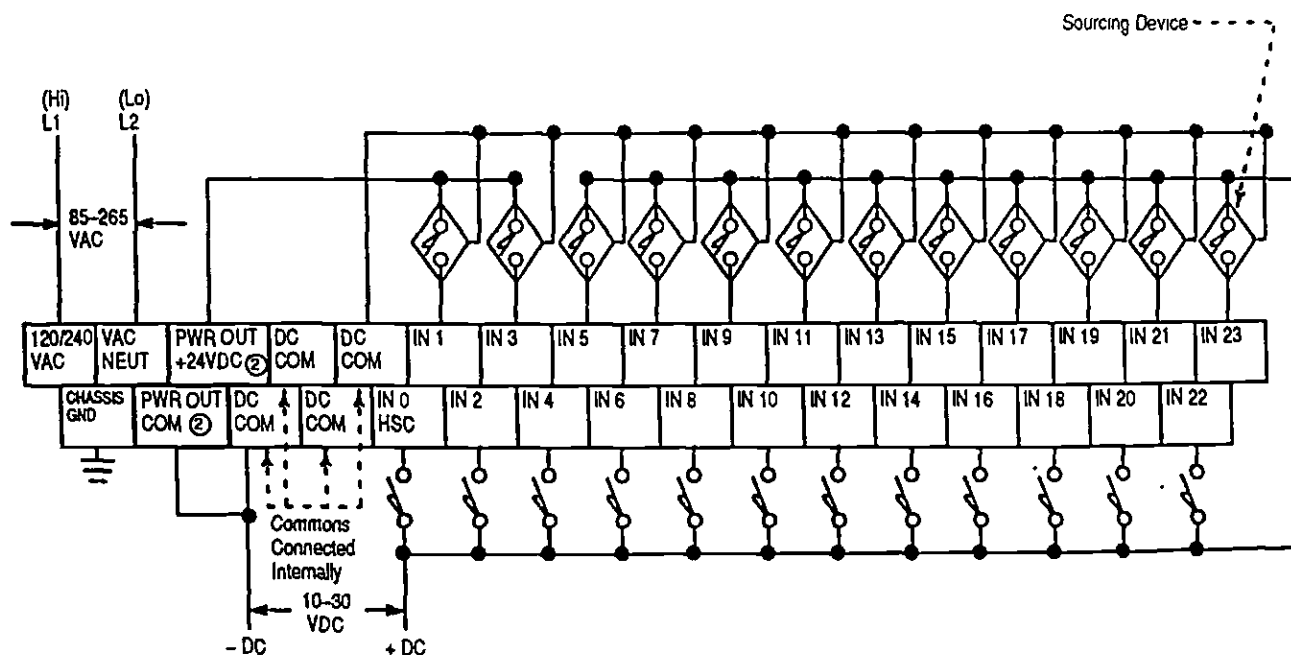 Sourcing Device
(Hi)
L1
(Lo)
L2
85-265
VAC
120/240
VAC
VAC
NEUT
PWR OUT
+24VDC ②
DC
COM
DC
COM
IN 1
IN 3
IN 5
IN 7
IN 9
IN 11
IN 13
IN 15
IN 17
IN 19
IN 21
IN 23
CHASSIS
GND
PWR OUT
COM ②
DC
COM
DC
COM
IN 0
HSC
IN 2
IN 4
IN 6
IN 8
IN 10
IN 12
IN 14
IN 16
IN 18
IN 20
IN 22
Commons
Connected
Internally
10-30
VDC
- DC
+ DC